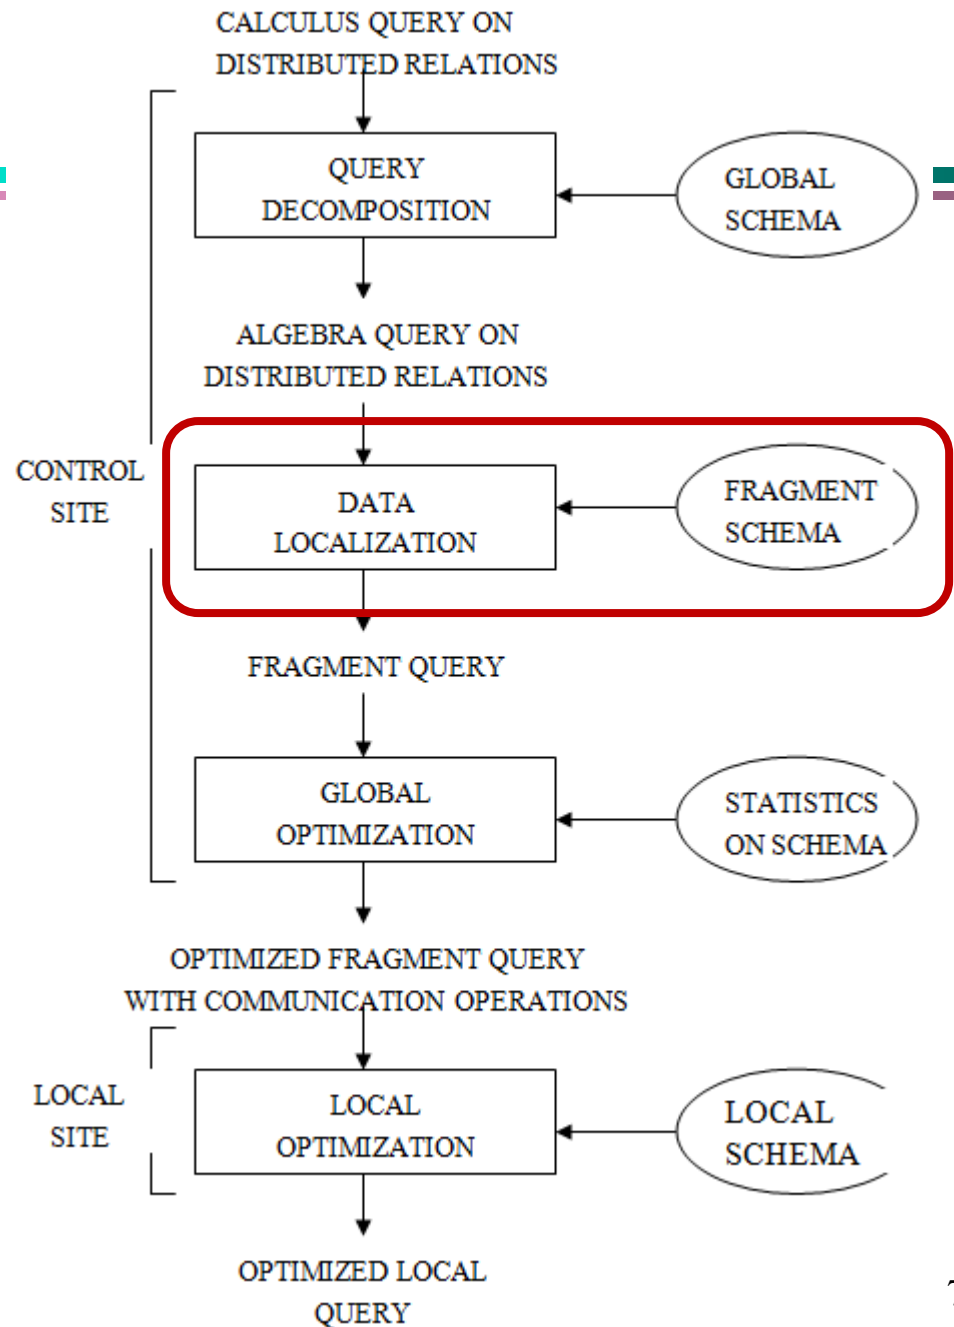 CALCULUS QUERY ON
DISTRIBUTED RELATIONS
QUERY
DECOMPOSITION
GLOBAL
SCHEMA
ALGEBRA QUERY ON
DISTRIBUTED RELATIONS
CONTROL
SITE
DATA
LOCALIZATION
FRAGMENT
SCHEMA
FRAGMENT QUERY
GLOBAL
OPTIMIZATION
STATISTICS
ON SCHEMA
OPTIMIZED FRAGMENT QUERY
WITH COMMUNICATION OPERATIONS
LOCAL
SITE
LOCAL
OPTIMIZATION
LOCAL
SCHEMA
OPTIMIZED LOCAL
QUERY